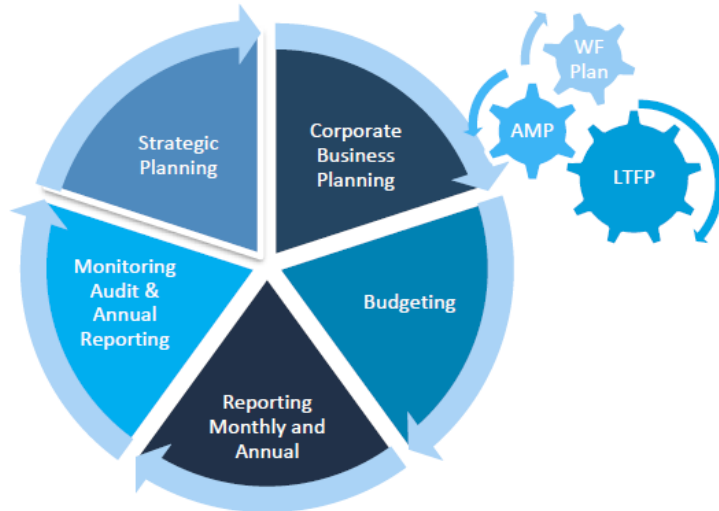 Strategic
Planning
Corporate
Business
Planning
WF
Plan
AMP
LTFP
Monitoring
Audit &
Annual
Reporting
Budgeting
Reporting
Monthly and
Annual